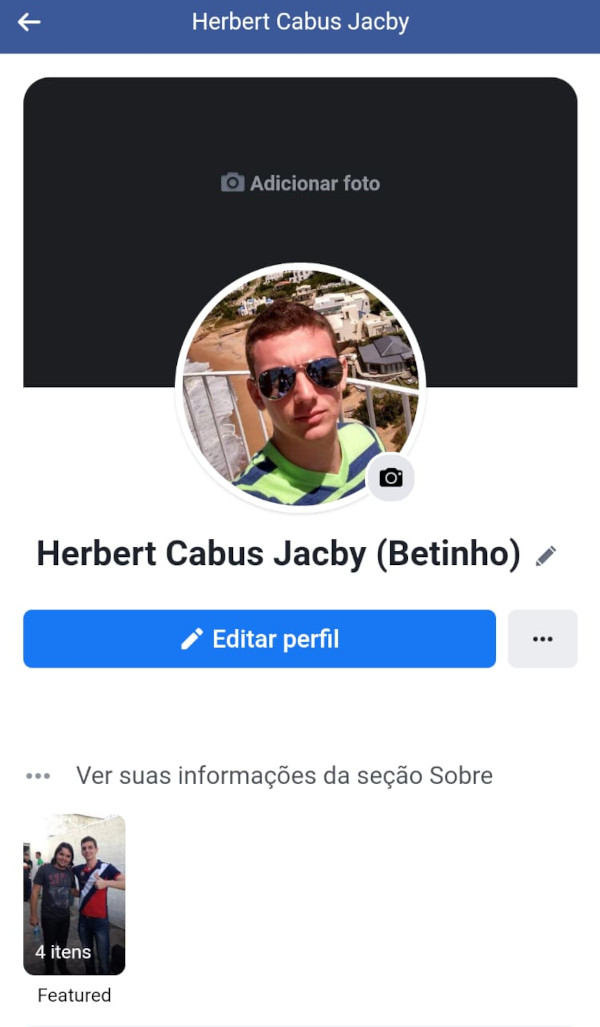 Herbert Cabus Jacby
Adicionar foto
Herbert Cabus Jacby (Betinho)
Editar perfil
Ver suas informações da seção Sobre
4 itens
Featured